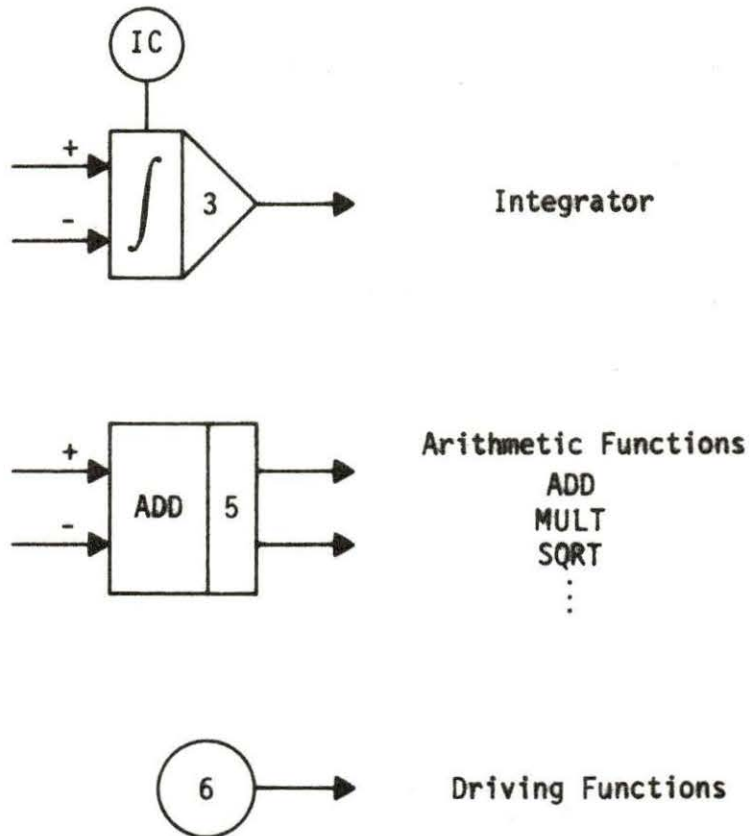 IC
+
-
∫
3
Integrator
+
-
ADD
5
Arithmetic Functions
ADD
MULT
SQRT
⋮
6
Driving Functions